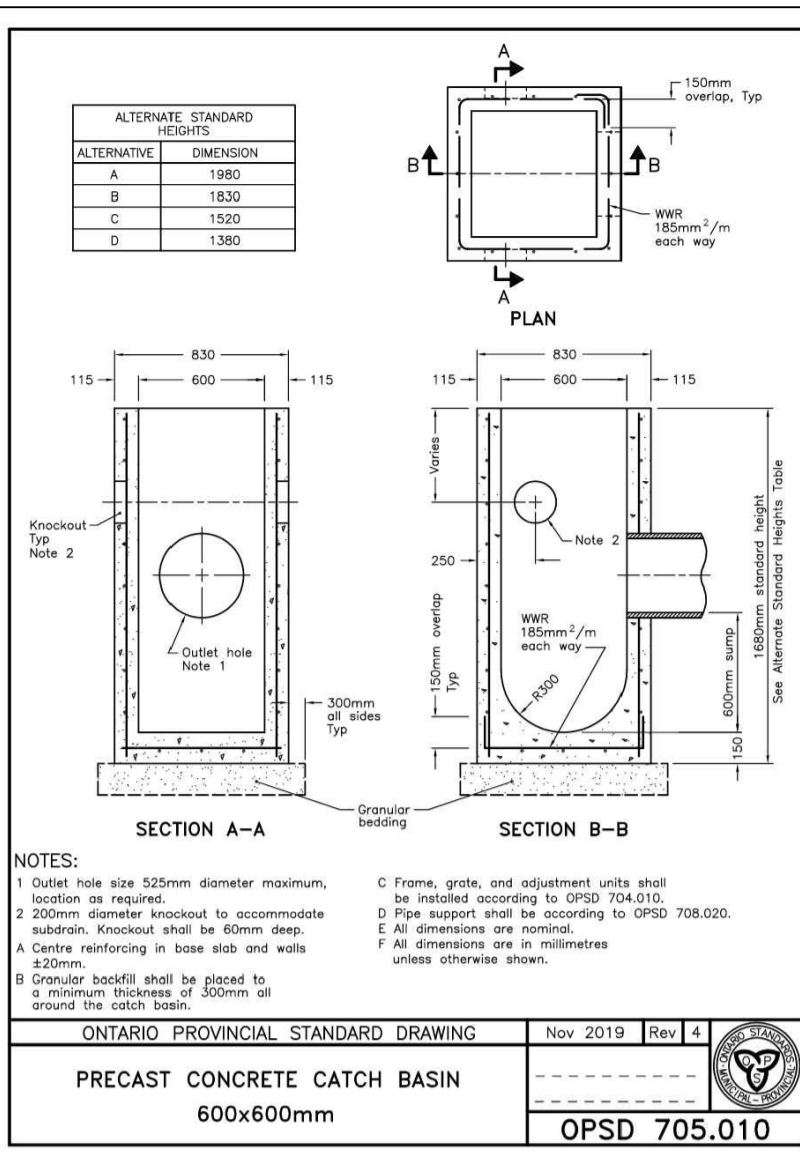 ALTERNATE STANDARD
HEIGHTS
ALTERNATIVE DIMENSION
A 1980
B 1830
C 1520
D 1380
A
150mm
overlap, Typ
B B
WWR
185mm²/m
each way
A
PLAN
830
115 600 115
Knockout
Typ
Note 2
Outlet hole
Note 1
300mm
all sides
Typ
SECTION A–A
830
115 600 115
Varies
Note 2
250
150mm overlap
Typ
WWR
185mm²/m
each way
R300
600mm sump
150
1680mm standard height
See Alternate Standard Heights Table
Granular
bedding
SECTION B–B
NOTES:
1 Outlet hole size 525mm diameter maximum,
location as required.
2 200mm diameter knockout to accommodate
subdrain. Knockout shall be 60mm deep.
A Centre reinforcing in base slab and walls
±20mm.
B Granular backfill shall be placed to
a minimum thickness of 300mm all
around the catch basin.
C Frame, grate, and adjustment units shall
be installed according to OPSD 704.010.
D Pipe support shall be according to OPSD 708.020.
E All dimensions are nominal.
F All dimensions are in millimetres
unless otherwise shown.
ONTARIO PROVINCIAL STANDARD DRAWING
Nov 2019 Rev 4
PRECAST CONCRETE CATCH BASIN
600x600mm
ONTARIO STANDARDS
MUNICIPAL – PROVINCIAL
OPS
OPSD 705.010